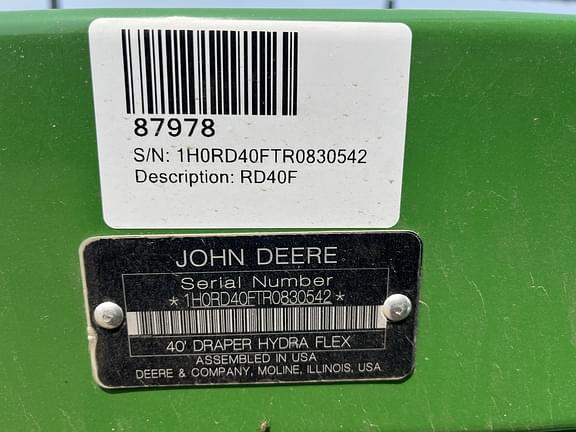 87978
S/N: 1H0RD40FTR0830542
Description: RD40F
JOHN DEERE
Serial Number
*1H0RD40FTR0830542*
40' DRAPER HYDRA FLEX
ASSEMBLED IN USA
DEERE & COMPANY, MOLINE, ILLINOIS, USA